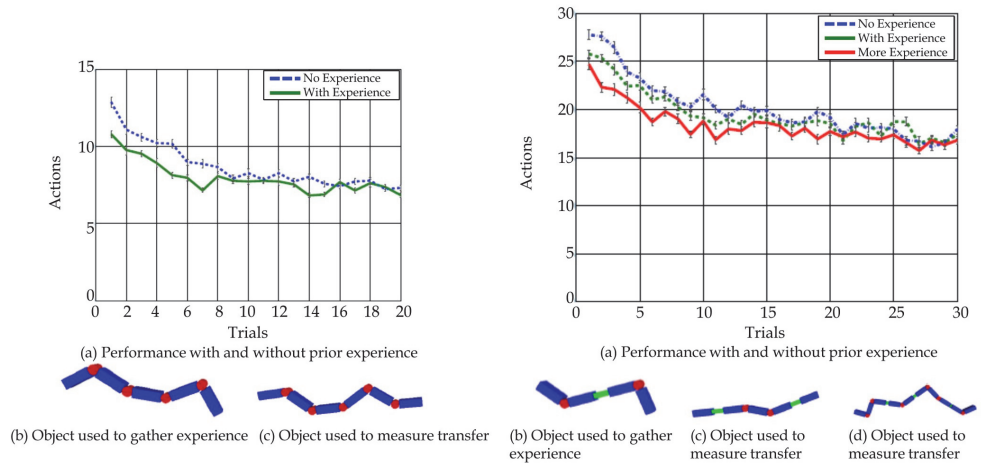 15
10
5
0
Actions
No Experience
With Experience
0 2 4 6 8 10 12 14 16 18 20
Trials
(a) Performance with and without prior experience
(b) Object used to gather experience
(c) Object used to measure transfer
30
25
20
15
10
5
0
Actions
No Experience
With Experience
More Experience
0 5 10 15 20 25 30
Trials
(a) Performance with and without prior experience
(b) Object used to gather
experience
(c) Object used to
measure transfer
(d) Object used to
measure transfer